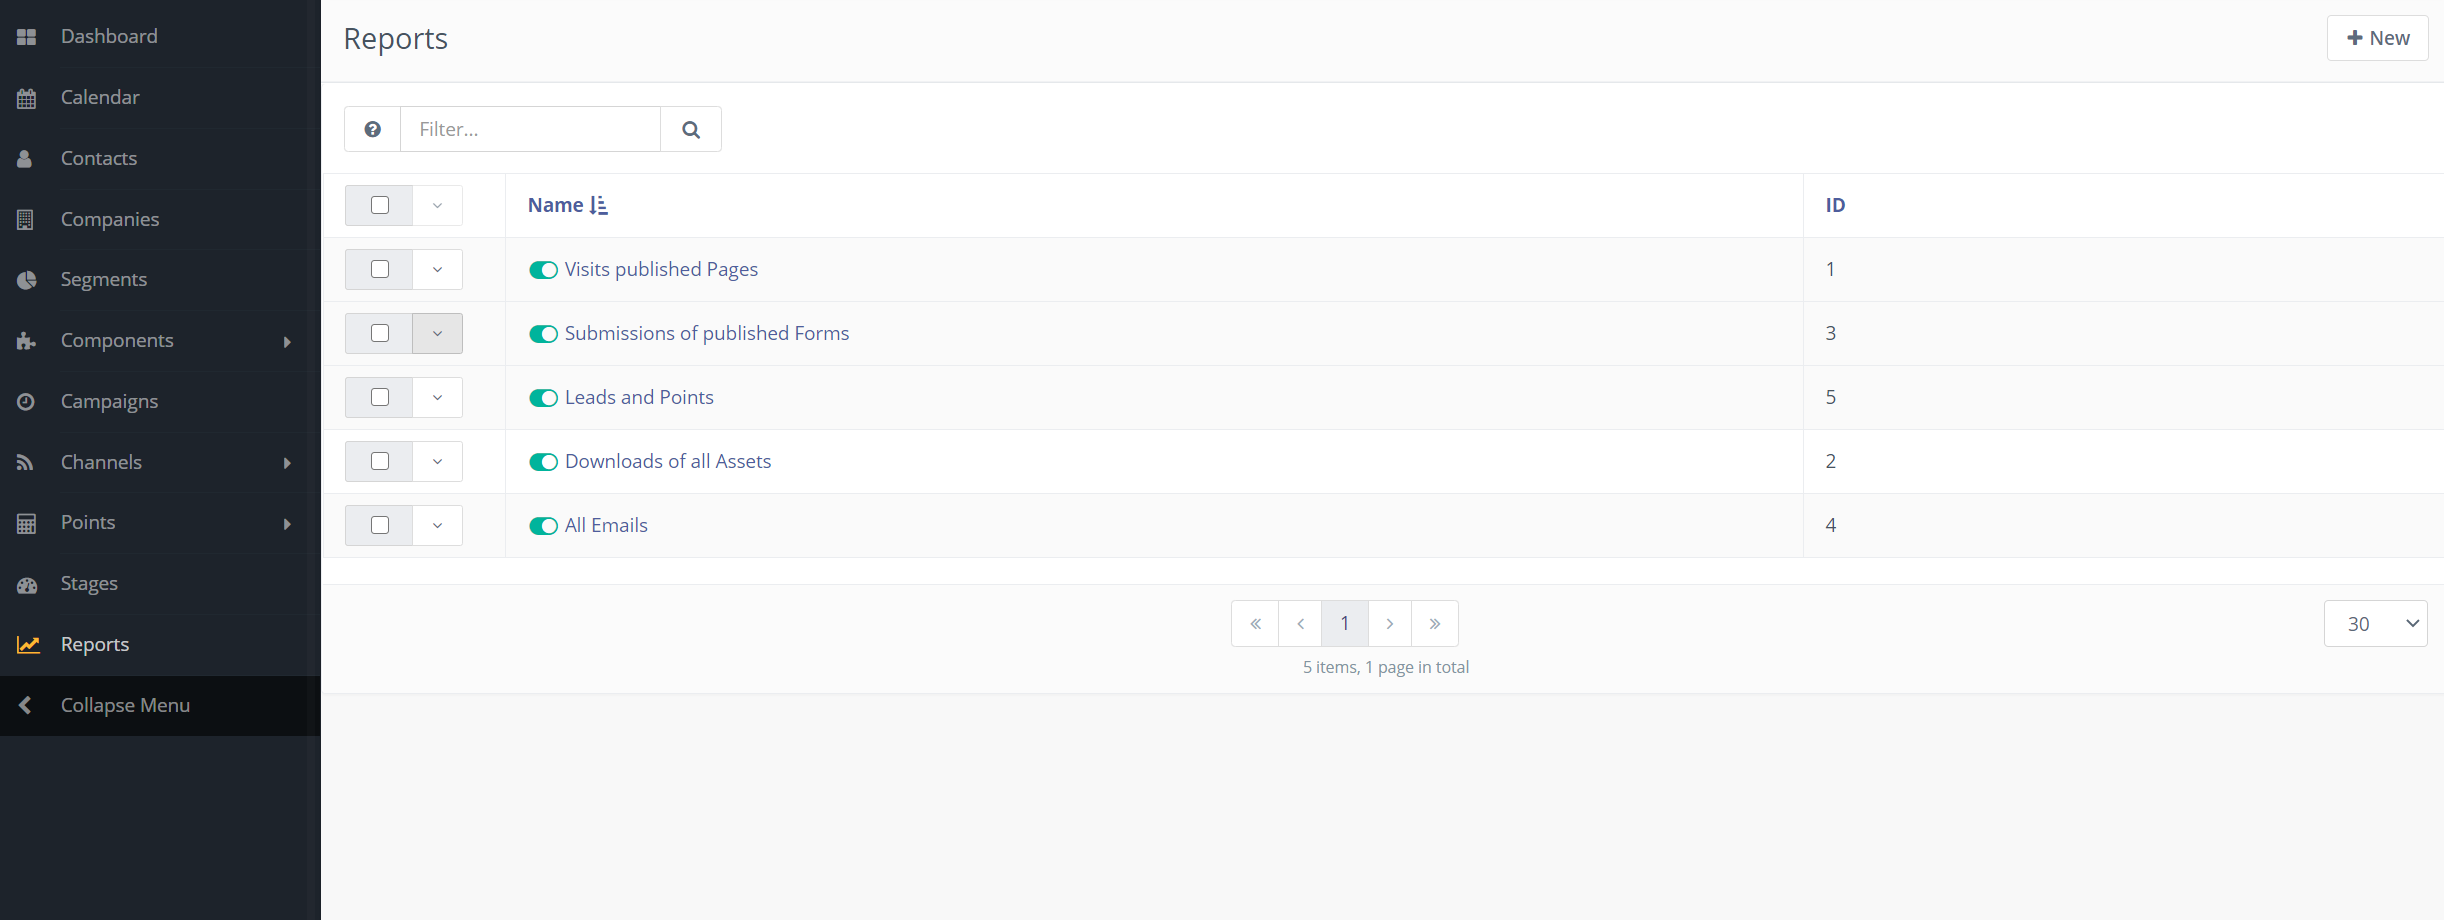 Dashboard
Calendar
Contacts
Companies
Segments
Components
Campaigns
Channels
Points
Stages
Reports
Collapse Menu
Reports
New
Filter...
Name ID
Visits published Pages 1
Submissions of published Forms 3
Leads and Points 5
Downloads of all Assets 2
All Emails 4
« ‹ 1 › »
30
5 items, 1 page in total